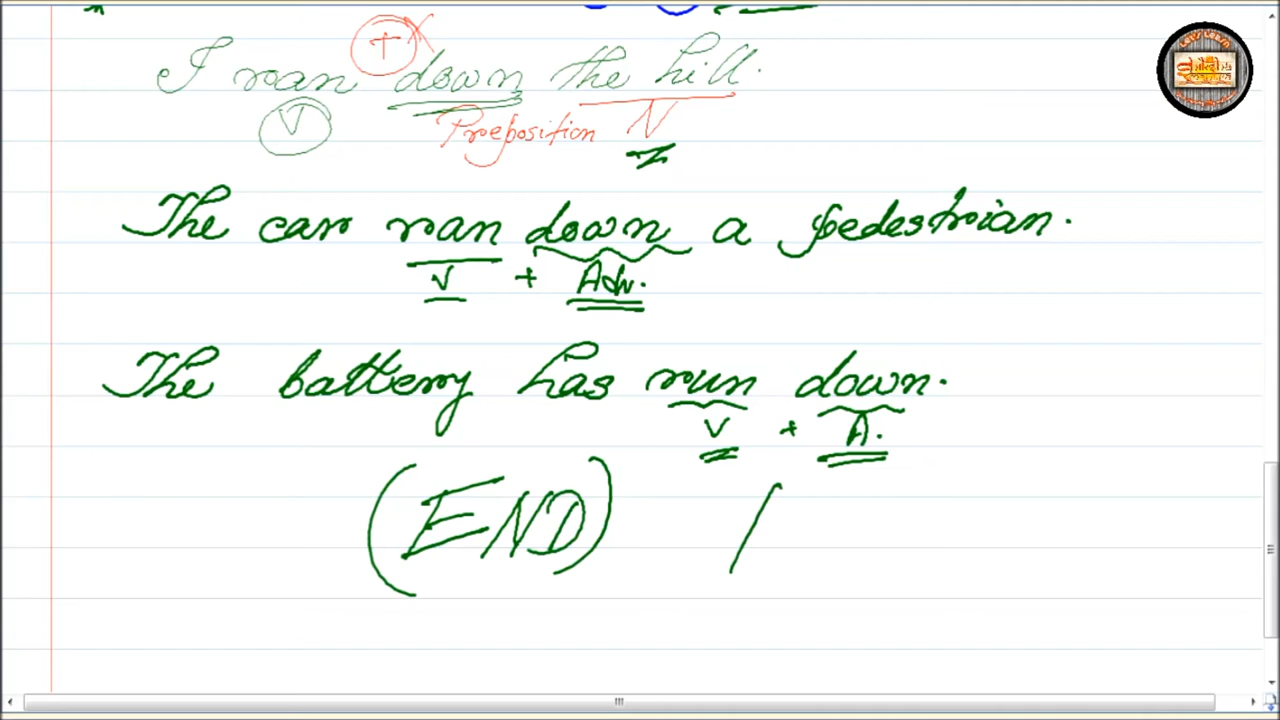 T
I ran down the hill.
V Preposition N
The car ran down a pedestrian.
V + Adv.
The battery has run down.
V + A.
(END)